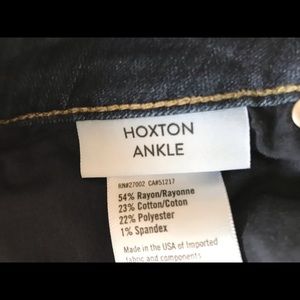 HOXTON
ANKLE
RN#27002 CA#51217
54% Rayon/Rayonne
23% Cotton/Coton
22% Polyester
1% Spandex
Made in the USA of Imported
fabric and components